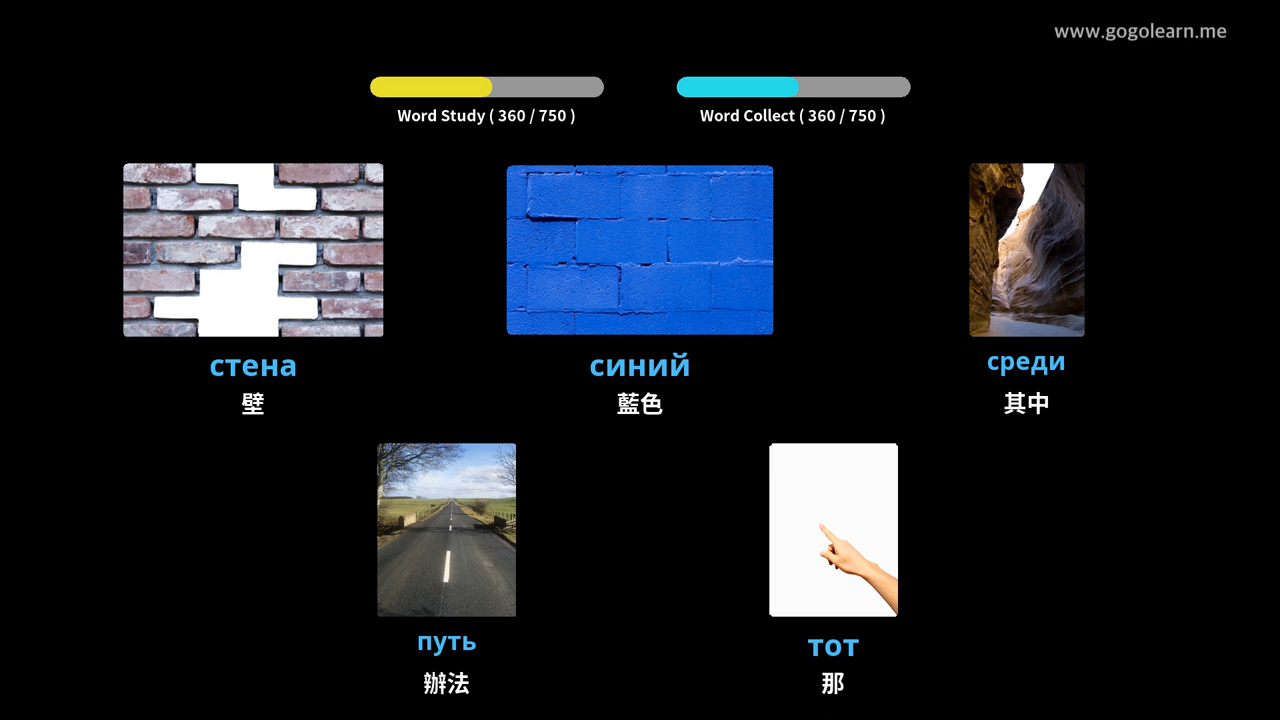 www.gogolearn.me
Word Study ( 360 / 750 )
Word Collect ( 360 / 750 )
стена
壁
синий
藍色
среди
其中
путь
辦法
тот
那